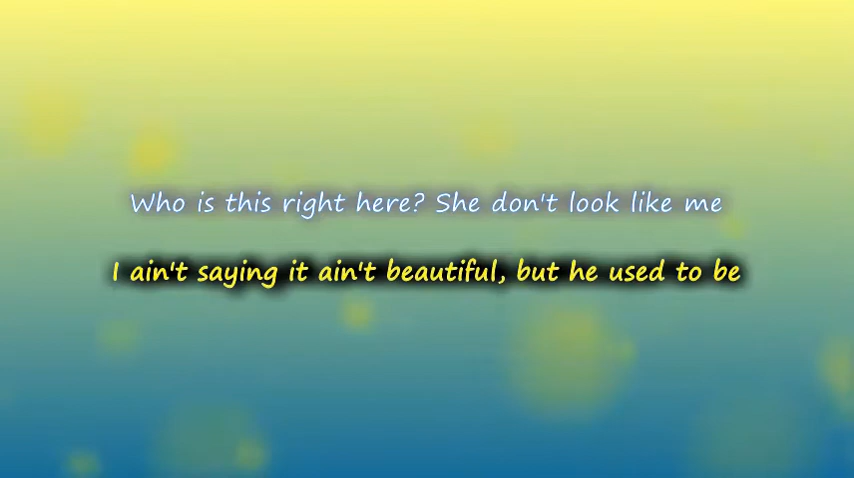 Who is this right here? She don't look like me
I ain't saying it ain't beautiful, but he used to be